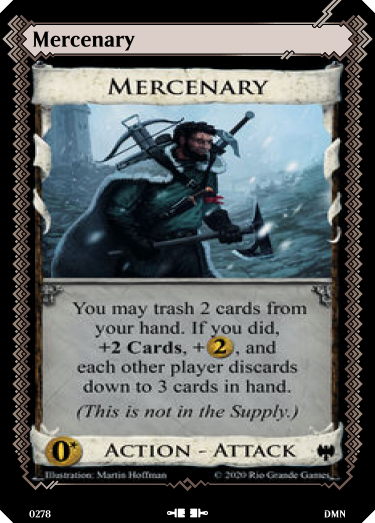 Mercenary
MERCENARY
You may trash 2 cards from
your hand. If you did,
+2 Cards, +2, and
each other player discards
down to 3 cards in hand.
(This is not in the Supply.)
0* ACTION - ATTACK
Illustration: Martin Hoffman © 2020 Rio Grande Games
0278 DMN